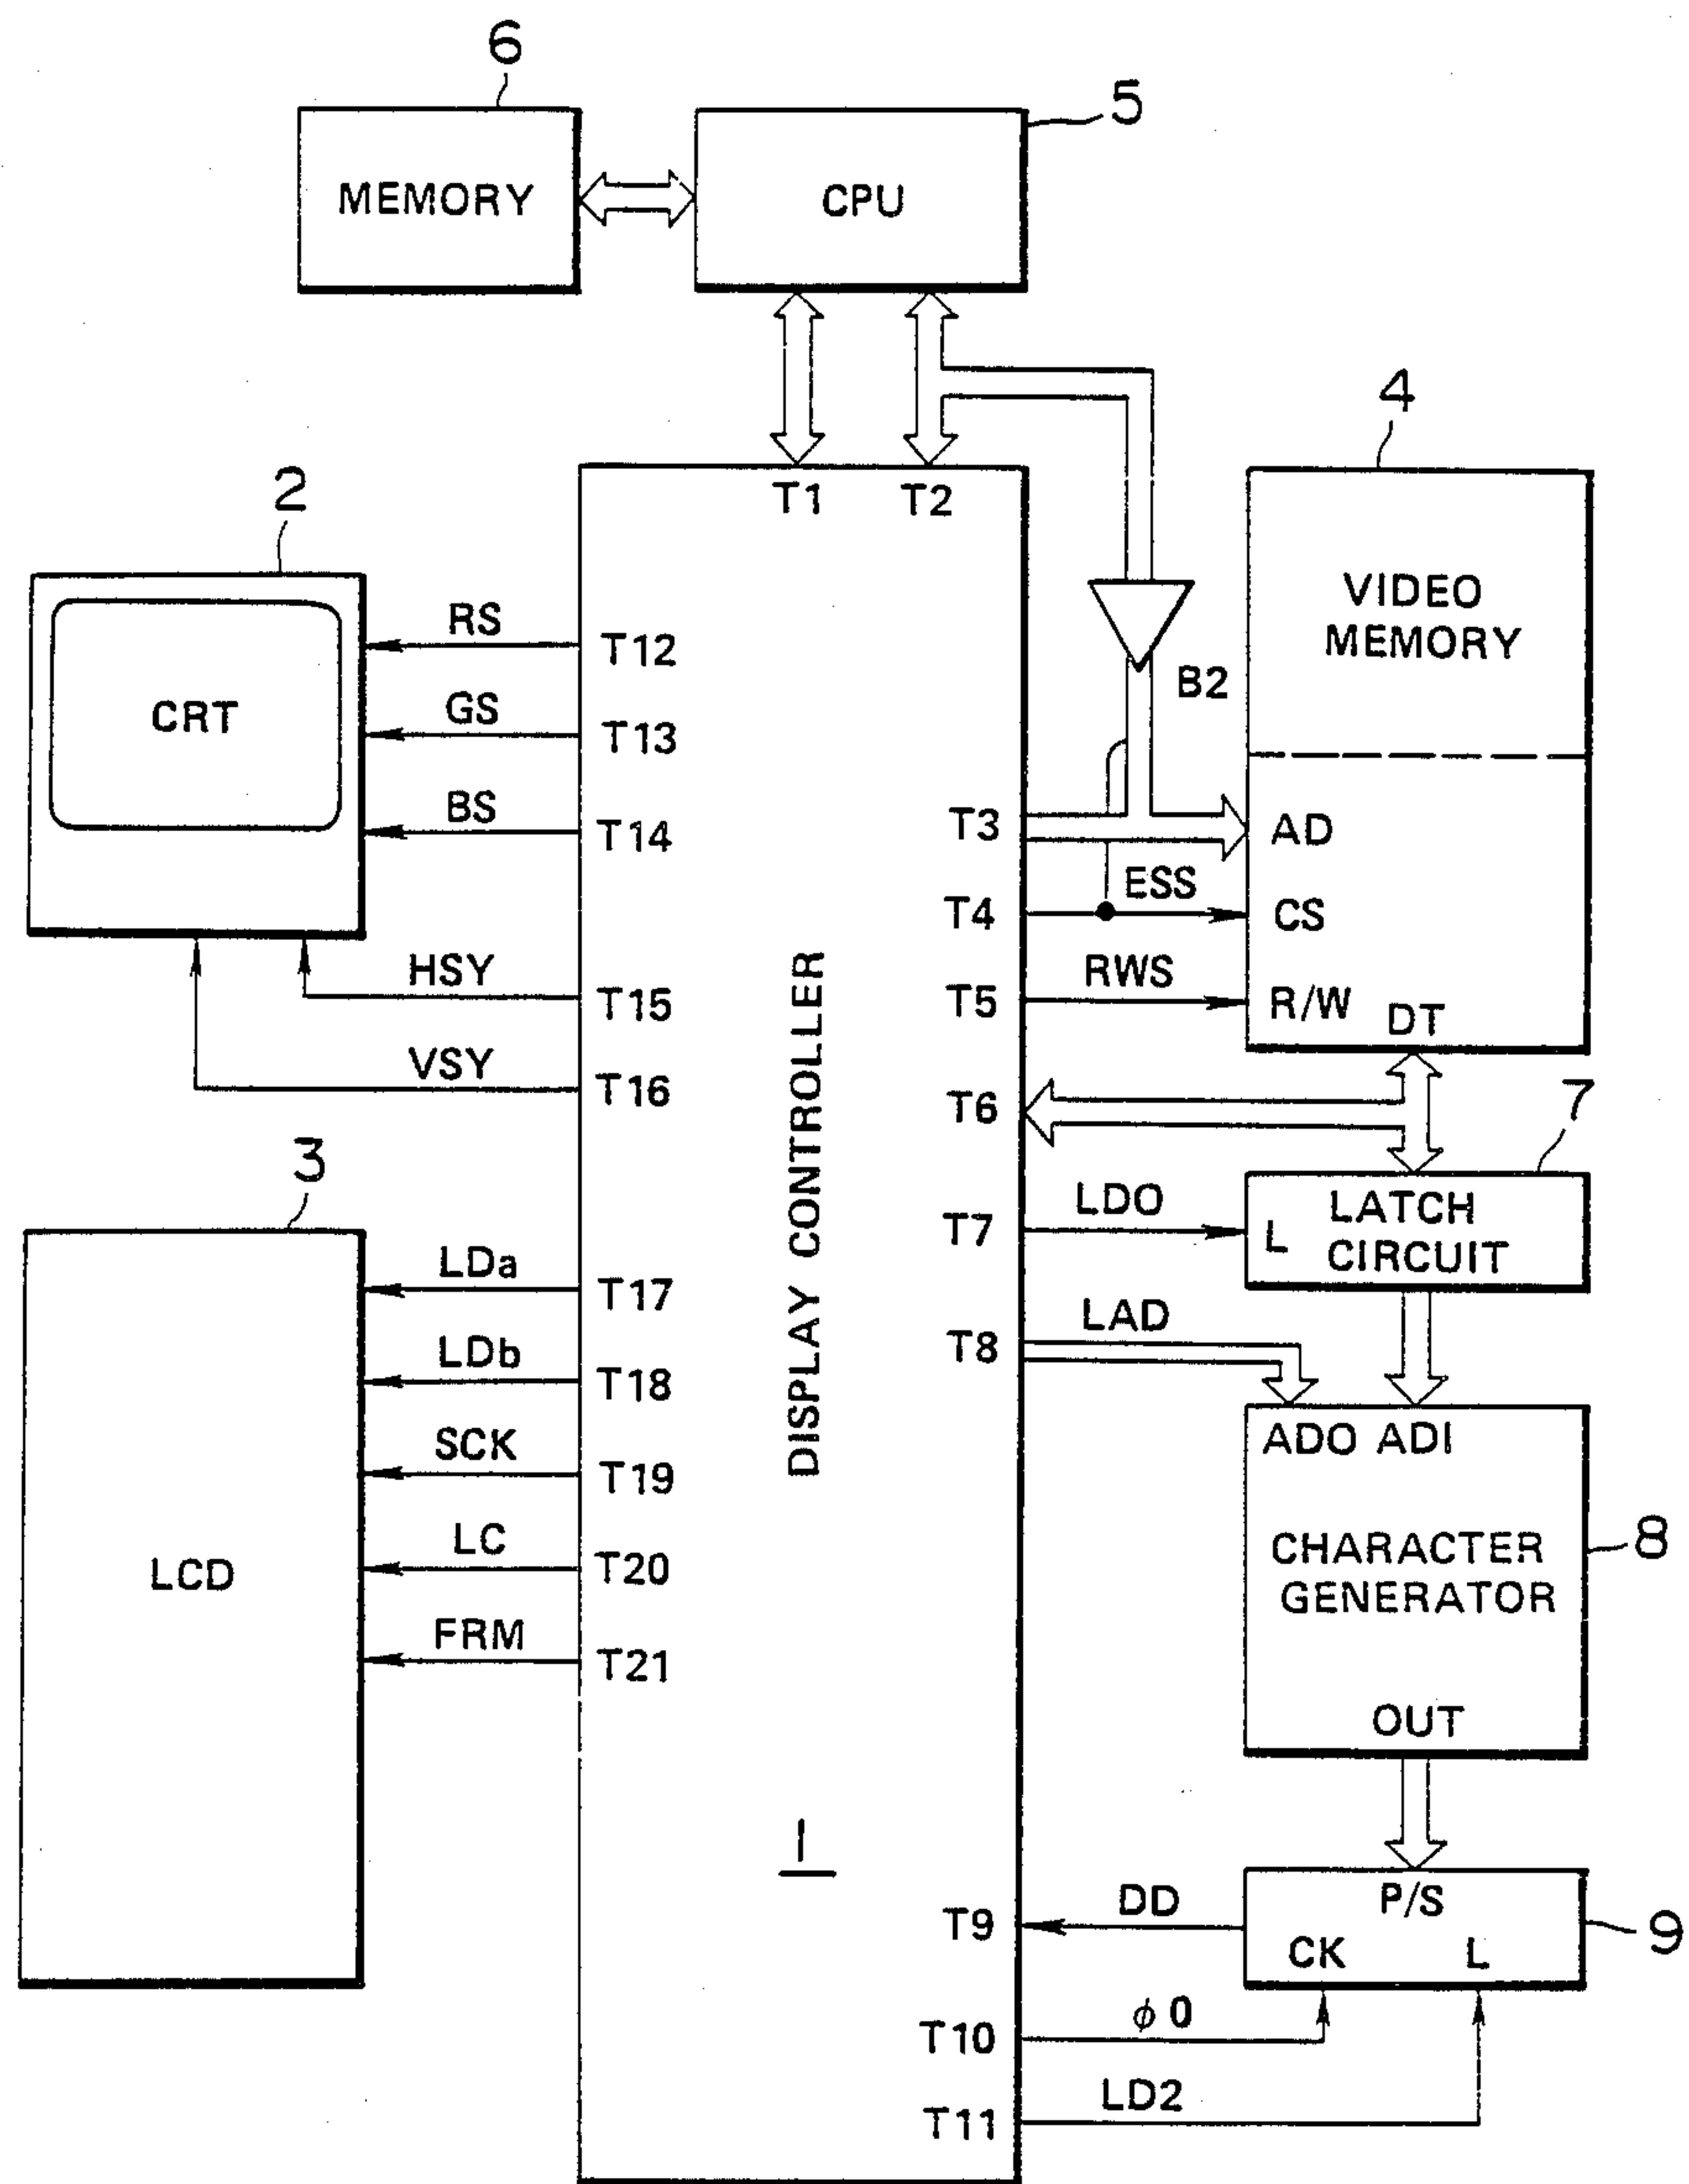 6
5
MEMORY
CPU
4
2
T1
T2
VIDEO
MEMORY
RS
T12
B2
CRT
GS
T13
BS
T14
T3
AD
ESS
T4
CS
HSY
T15
RWS
T5
R/W
DT
VSY
T16
T6
7
DISPLAY CONTROLLER
3
LDO
T7
L
LATCH
CIRCUIT
LDa
T17
LAD
T8
LDb
T18
ADO ADI
SCK
T19
LC
T20
LCD
CHARACTER
GENERATOR
8
FRM
T21
OUT
1
DD
T9
P/S
CK
L
9
φ0
T10
LD2
T11